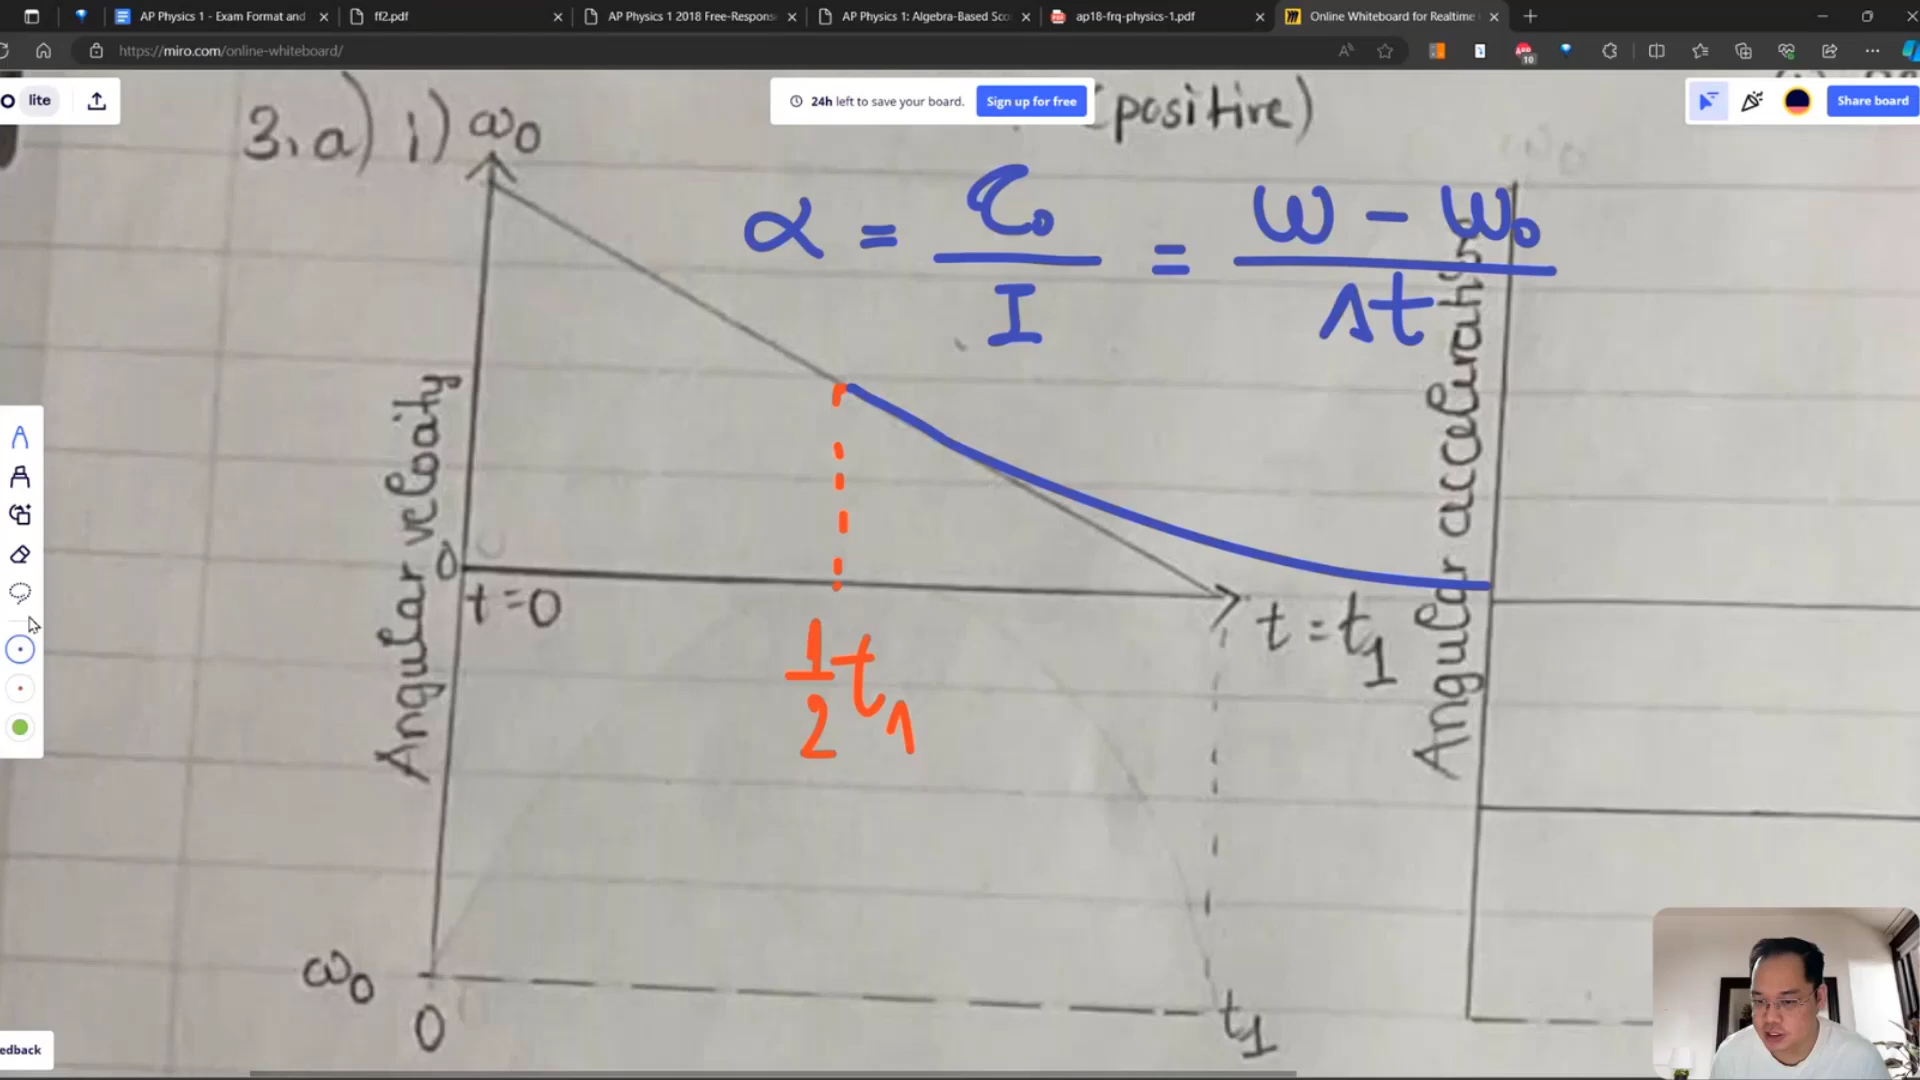 AP Physics 1 - Exam Format and
ff2.pdf
AP Physics 1 2018 Free-Respons
AP Physics 1: Algebra-Based Sco
ap18-frq-physics-1.pdf
Online Whiteboard for Realtime
https://miro.com/online-whiteboard/
10
lite
24h left to save your board.
Sign up for free
Share board
3.a) i) ω0
(positive)
α = τ0 / I = ω - ω0 / Δt
Angular velocity
Angular acceleration
0
t=0
t = t1
1/2 t1
ω0
0
t1
edback